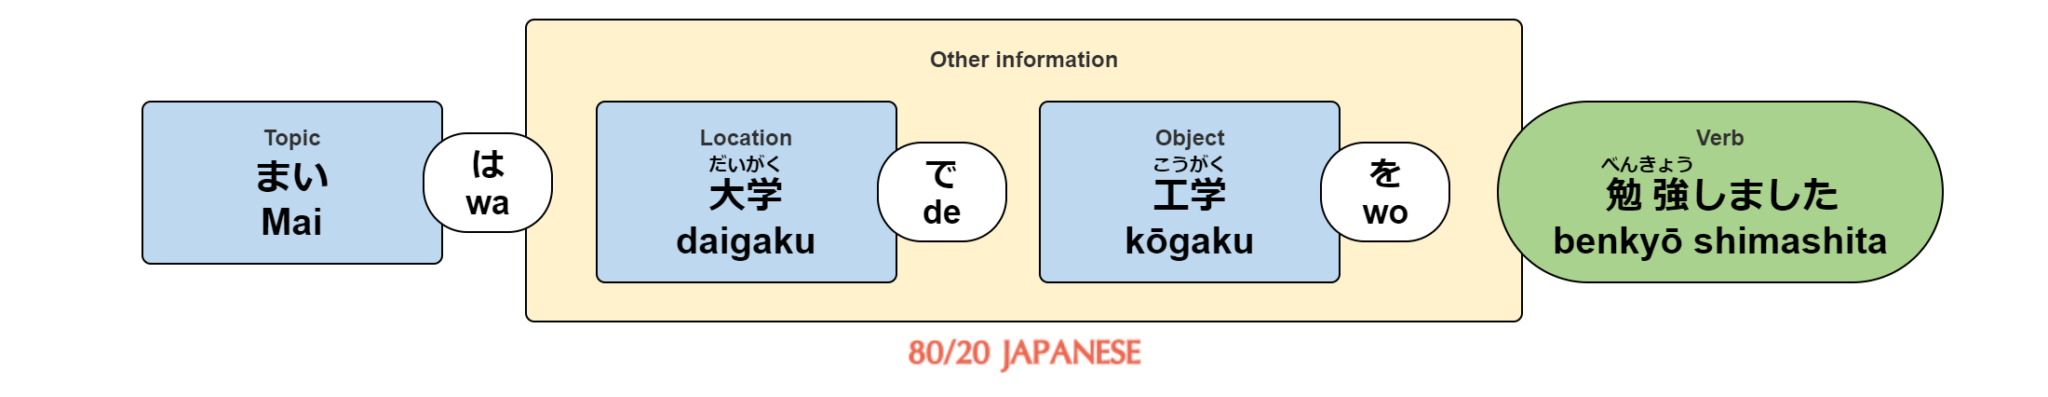 Other information
Topic
まい
Mai
は
wa
Location
だいがく
大学
daigaku
で
de
Object
こうがく
工学
kōgaku
を
wo
Verb
べんきょう
勉強しました
benkyō shimashita
80/20 JAPANESE